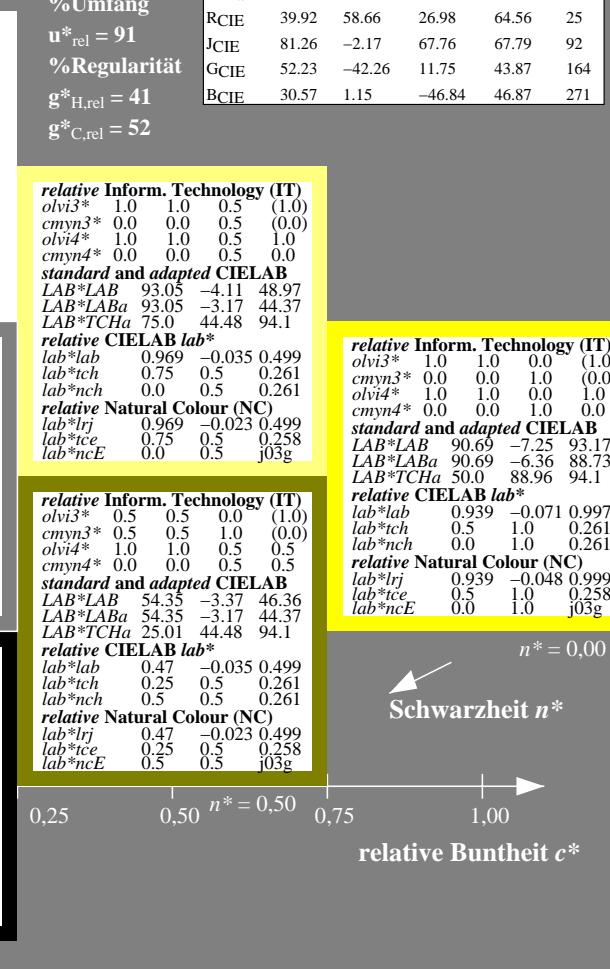 %Umfang
u*rel = 91
%Regularität
g*H,rel = 41
g*C,rel = 52
RCIE 39.92 58.66 26.98 64.56 25
JCIE 81.26 −2.17 67.76 67.79 92
GCIE 52.23 −42.26 11.75 43.87 164
BCIE 30.57 1.15 −46.84 46.87 271
relative Inform. Technology (IT)
olvi3* 1.0 1.0 0.5 (1.0)
cmyn3* 0.0 0.0 0.5 (0.0)
olvi4* 1.0 1.0 0.5 1.0
cmyn4* 0.0 0.0 0.5 0.0
standard and adapted CIELAB
LAB*LAB 93.05 −4.11 48.97
LAB*LABa 93.05 −3.17 44.37
LAB*TCHa 75.0 44.48 94.1
relative CIELAB lab*
lab*lab 0.969 −0.035 0.499
lab*tch 0.75 0.5 0.261
lab*nch 0.0 0.5 0.261
relative Natural Colour (NC)
lab*lrj 0.969 −0.023 0.499
lab*tce 0.75 0.5 0.258
lab*ncE 0.0 0.5 j03g
relative Inform. Technology (IT)
olvi3* 1.0 1.0 0.0 (1.0
cmyn3* 0.0 0.0 1.0 (0.0
olvi4* 1.0 1.0 0.0 1.0
cmyn4* 0.0 0.0 1.0 0.0
standard and adapted CIELAB
LAB*LAB 90.69 −7.25 93.17
LAB*LABa 90.69 −6.36 88.73
LAB*TCHa 50.0 88.96 94.1
relative CIELAB lab*
lab*lab 0.939 −0.071 0.997
lab*tch 0.5 1.0 0.261
lab*nch 0.0 1.0 0.261
relative Natural Colour (NC)
lab*lrj 0.939 −0.048 0.999
lab*tce 0.5 1.0 0.258
lab*ncE 0.0 1.0 j03g
relative Inform. Technology (IT)
olvi3* 0.5 0.5 0.0 (1.0)
cmyn3* 0.5 0.5 1.0 (0.0)
olvi4* 1.0 1.0 0.5 0.5
cmyn4* 0.0 0.0 0.5 0.5
standard and adapted CIELAB
LAB*LAB 54.35 −3.37 46.36
LAB*LABa 54.35 −3.17 44.37
LAB*TCHa 25.01 44.48 94.1
relative CIELAB lab*
lab*lab 0.47 −0.035 0.499
lab*tch 0.25 0.5 0.261
lab*nch 0.5 0.5 0.261
relative Natural Colour (NC)
lab*lrj 0.47 −0.023 0.499
lab*tce 0.25 0.5 0.258
lab*ncE 0.5 0.5 j03g
n* = 0,00
Schwarzheit n*
n* = 0,50
0,25 0,50 0,75 1,00
relative Buntheit c*